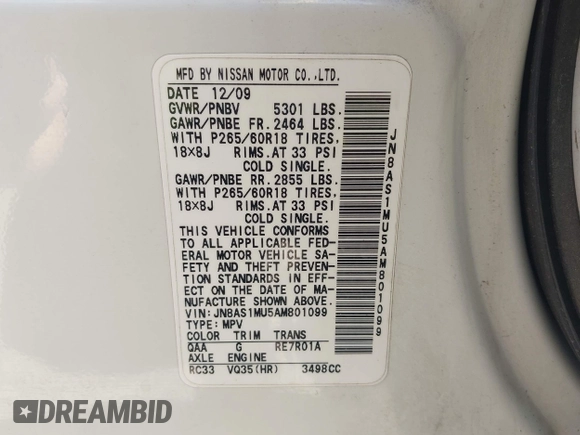 MFD BY NISSAN MOTOR CO.,LTD.
DATE 12/09
GVWR/PNBV 5301 LBS.
GAWR/PNBE FR. 2464 LBS.
WITH P265/60R18 TIRES,
18X8J RIMS.AT 33 PSI
COLD SINGLE.
GAWR/PNBE RR. 2855 LBS.
WITH P265/60R18 TIRES,
18X8J RIMS.AT 33 PSI
COLD SINGLE.
THIS VEHICLE CONFORMS
TO ALL APPLICABLE FED-
ERAL MOTOR VEHICLE SA-
FETY AND THEFT PREVEN-
TION STANDARDS IN EFF-
ECT ON THE DATE OF MA-
NUFACTURE SHOWN ABOVE.
VIN: JN8AS1MU5AM801099
TYPE: MPV
COLOR TRIM TRANS
QAA G RE7R01A
AXLE ENGINE
RC33 VQ35(HR) 3498CC
JN8AS1MU5AM801099
DREAMBID